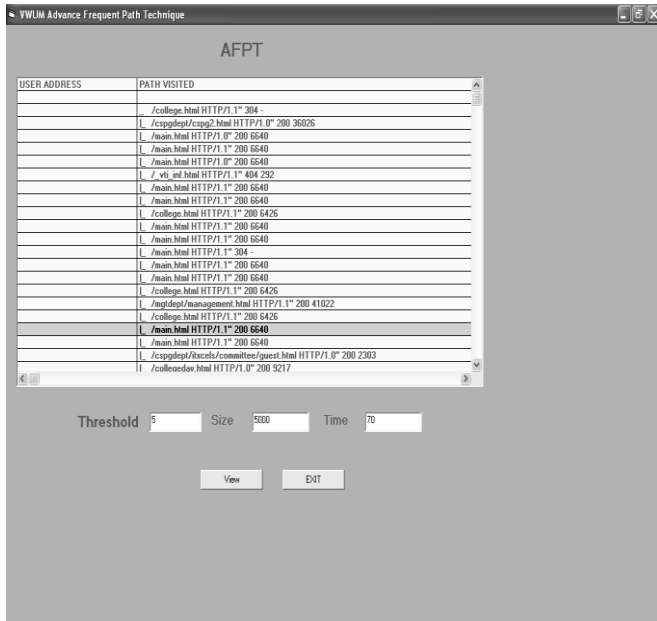 VWUM Advance Frequent Path Technique
AFPT
USER ADDRESS PATH VISITED
_ /college.html HTTP/1.1" 304 -
|_ /cspgdept/cspg2.html HTTP/1.0" 200 36026
|_ /main.html HTTP/1.0" 200 6640
|_ /main.html HTTP/1.1" 200 6640
|_ /main.html HTTP/1.0" 200 6640
|_ /_vti_inf.html HTTP/1.1" 404 292
|_ /main.html HTTP/1.1" 200 6640
|_ /main.html HTTP/1.1" 200 6640
|_ /college.html HTTP/1.1" 200 6426
|_ /main.html HTTP/1.1" 200 6640
|_ /main.html HTTP/1.1" 200 6640
|_ /main.html HTTP/1.1" 304 -
|_ /main.html HTTP/1.1" 200 6640
|_ /main.html HTTP/1.1" 200 6640
|_ /college.html HTTP/1.1" 200 6426
|_ /mgtdept/management.html HTTP/1.1" 200 41022
|_ /college.html HTTP/1.1" 200 6426
|_ /main.html HTTP/1.1" 200 6640
|_ /main.html HTTP/1.1" 200 6640
|_ /cspgdept/itxcels/committee/guest.html HTTP/1.0" 200 2303
|_ /collegeday.html HTTP/1.0" 200 9217
Threshold 5 Size 5000 Time 70
View EXIT